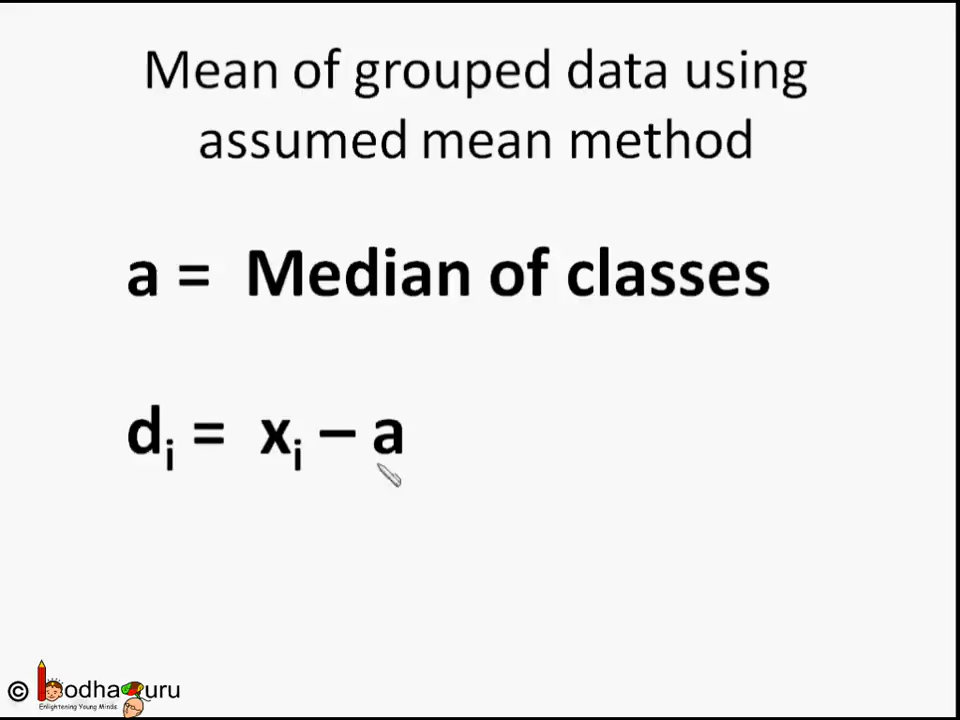 Mean of grouped data using
assumed mean method
a = Median of classes
dᵢ = xᵢ – a
© BodhaGuru
Enlightening Young Minds